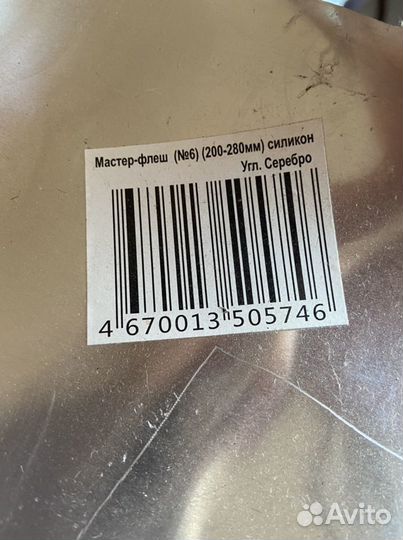 Мастер-флеш (№6) (200-280мм) силикон
Угл. Серебро
4 670013 505746
Avito